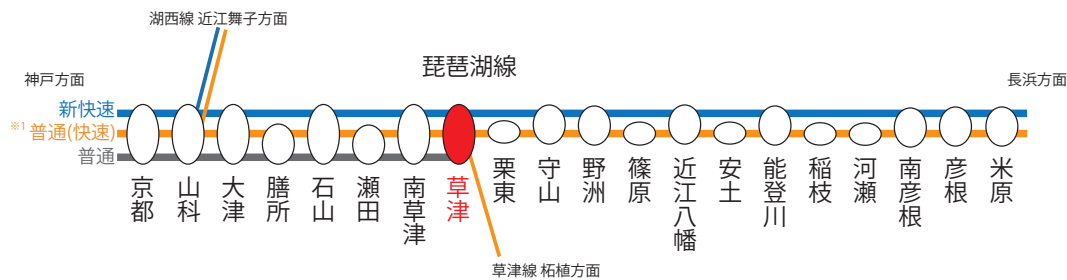 湖西線 近江舞子方面
琵琶湖線
神戸方面
長浜方面
新快速
※1 普通(快速)
普通
京都
山科
大津
膳所
石山
瀬田
南草津
草津
栗東
守山
野洲
篠原
近江八幡
安土
能登川
稲枝
河瀬
南彦根
彦根
米原
草津線 柘植方面